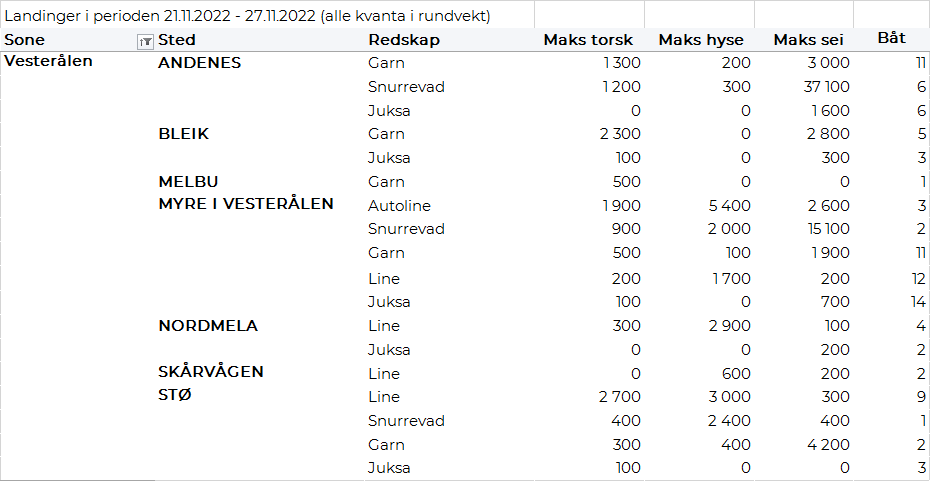 Landinger i perioden 21.11.2022 - 27.11.2022 (alle kvanta i rundvekt)
Sone Sted Redskap Maks torsk Maks hyse Maks sei Båt
Vesterålen ANDENES Garn 1 300 200 3 000 11
Snurrevad 1 200 300 37 100 6
Juksa 0 0 1 600 6
BLEIK Garn 2 300 0 2 800 5
Juksa 100 0 300 3
MELBU Garn 500 0 0 1
MYRE I VESTERÅLEN Autoline 1 900 5 400 2 600 3
Snurrevad 900 2 000 15 100 2
Garn 500 100 1 900 11
Line 200 1 700 200 12
Juksa 100 0 700 14
NORDMELA Line 300 2 900 100 4
Juksa 0 0 200 2
SKÅRVÅGEN Line 0 600 200 2
STØ Line 2 700 3 000 300 9
Snurrevad 400 2 400 400 1
Garn 300 400 4 200 2
Juksa 100 0 0 3